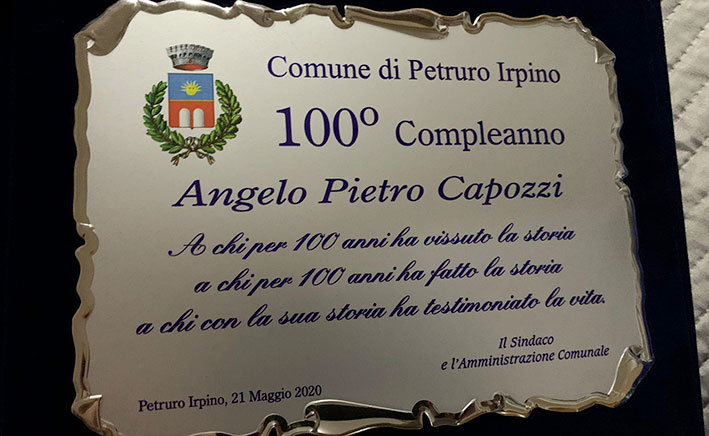 Comune di Petruro Irpino
100° Compleanno
Angelo Pietro Capozzi
A chi per 100 anni ha vissuto la storia
a chi per 100 anni ha fatto la storia
a chi con la sua storia ha testimoniato la vita.
Il Sindaco
e l'Amministrazione Comunale
Petruro Irpino, 21 Maggio 2020